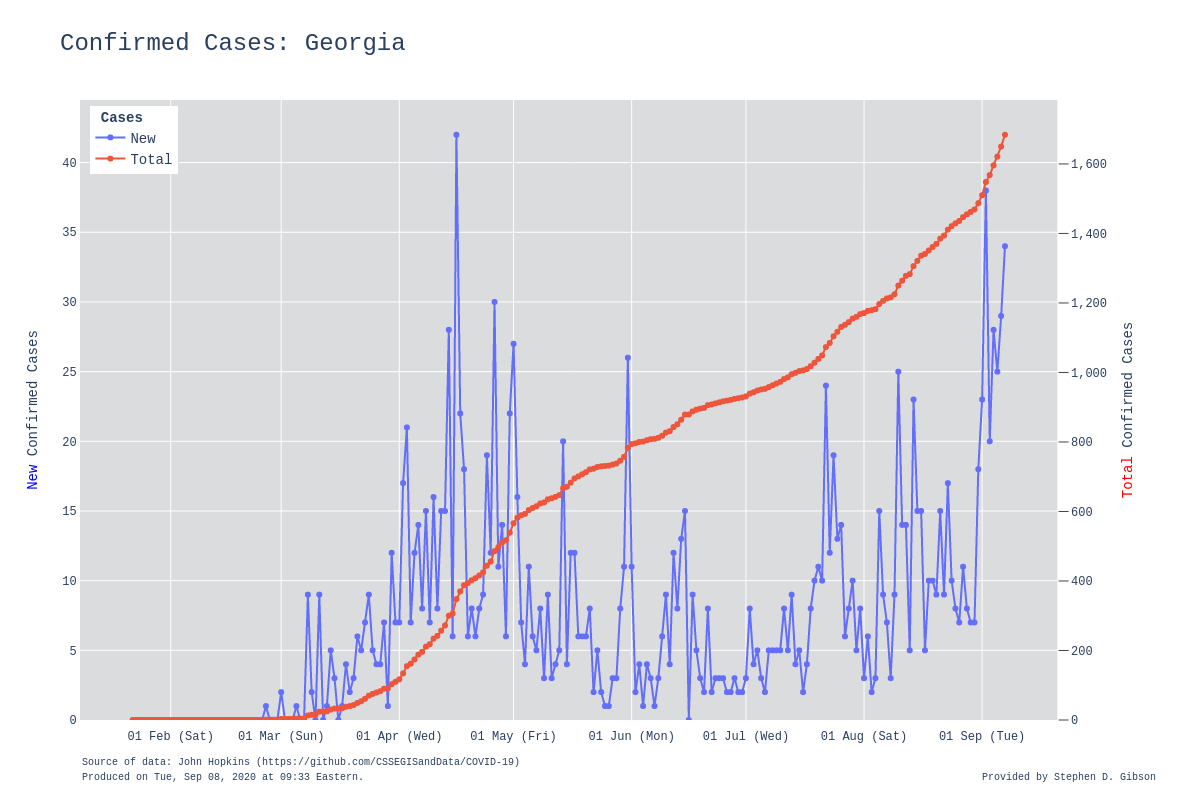 Confirmed Cases: Georgia
Cases
New
Total
40
35
30
25
20
15
10
5
0
1,600
1,400
1,200
1,000
800
600
400
200
0
New Confirmed Cases
Total Confirmed Cases
01 Feb (Sat) 01 Mar (Sun) 01 Apr (Wed) 01 May (Fri) 01 Jun (Mon) 01 Jul (Wed) 01 Aug (Sat) 01 Sep (Tue)
Source of data: John Hopkins (https://github.com/CSSEGISandData/COVID-19)
Produced on Tue, Sep 08, 2020 at 09:33 Eastern.
Provided by Stephen D. Gibson